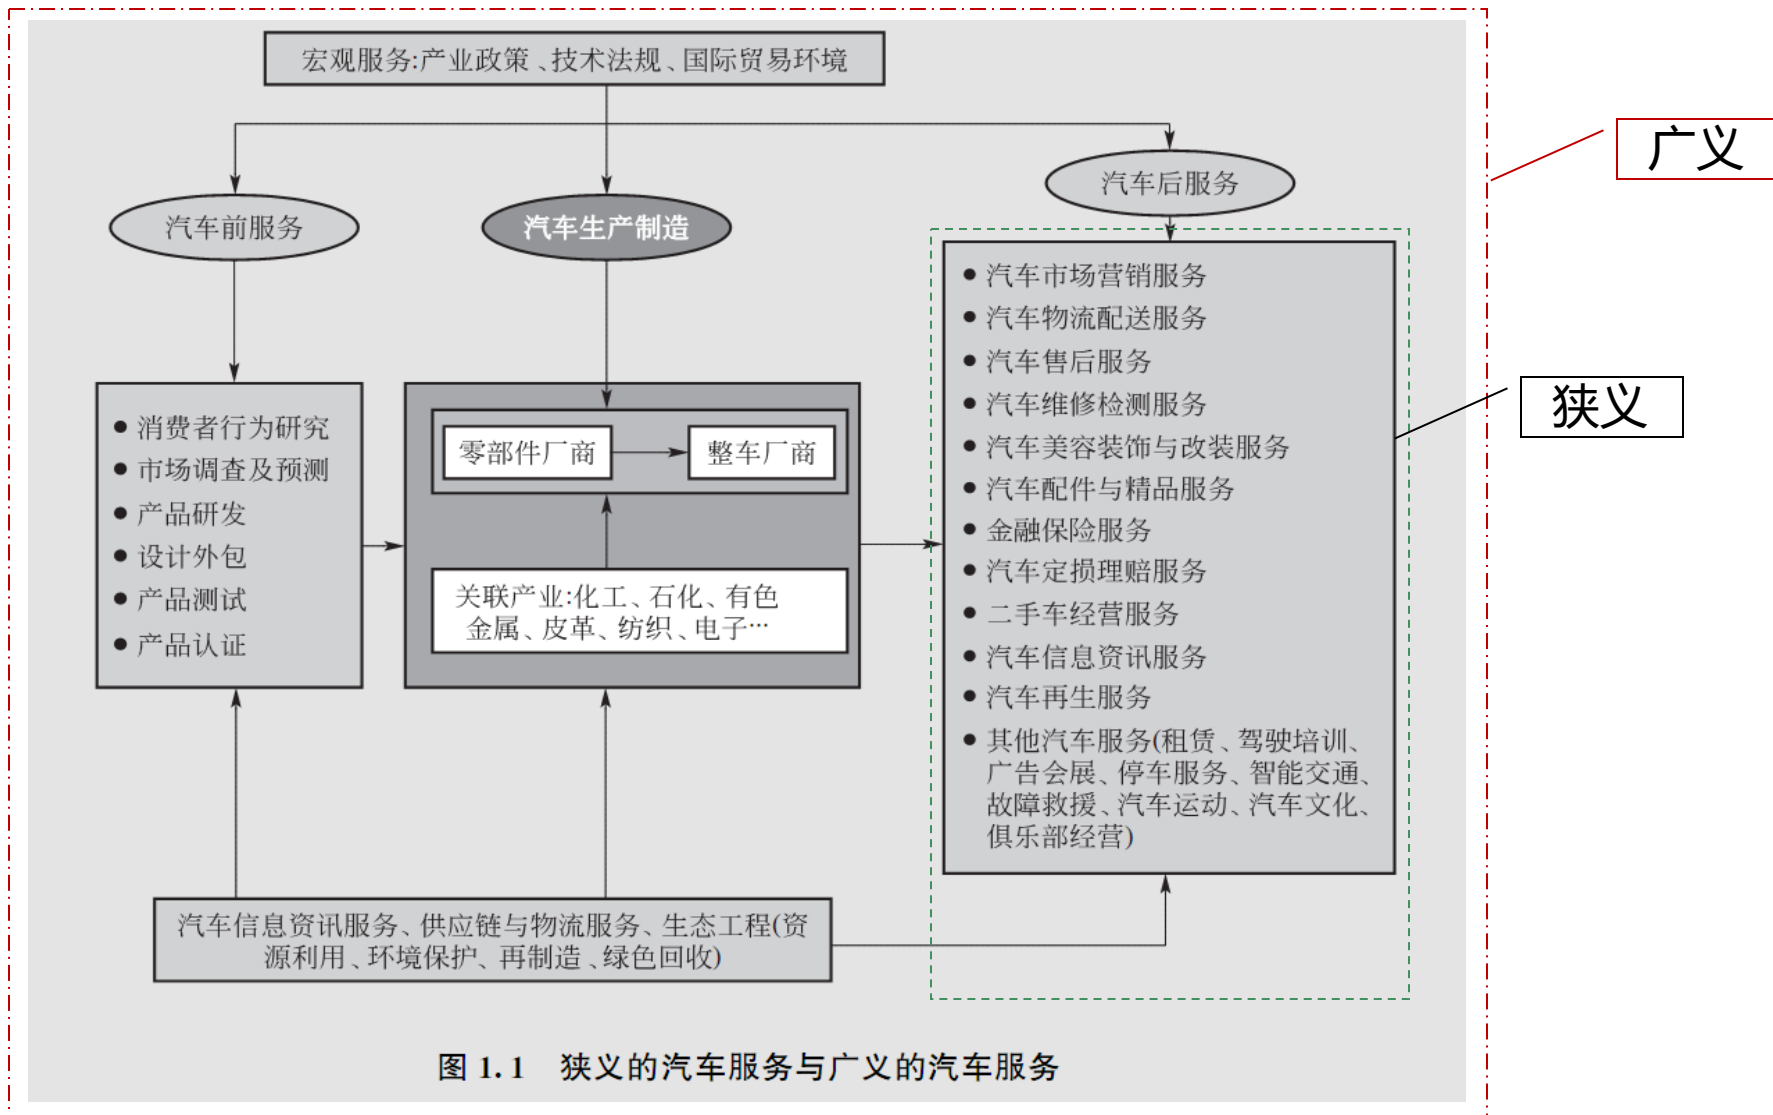 宏观服务:产业政策、技术法规、国际贸易环境
广义
汽车前服务
汽车生产制造
汽车后服务
狭义
● 消费者行为研究
● 市场调查及预测
● 产品研发
● 设计外包
● 产品测试
● 产品认证
零部件厂商
整车厂商
关联产业:化工、石化、有色
金属、皮革、纺织、电子…
● 汽车市场营销服务
● 汽车物流配送服务
● 汽车售后服务
● 汽车维修检测服务
● 汽车美容装饰与改装服务
● 汽车配件与精品服务
● 金融保险服务
● 汽车定损理赔服务
● 二手车经营服务
● 汽车信息资讯服务
● 汽车再生服务
● 其他汽车服务(租赁、驾驶培训、
广告会展、停车服务、智能交通、
故障救援、汽车运动、汽车文化、
俱乐部经营)
汽车信息资讯服务、供应链与物流服务、生态工程(资
源利用、环境保护、再制造、绿色回收)
图 1.1 狭义的汽车服务与广义的汽车服务